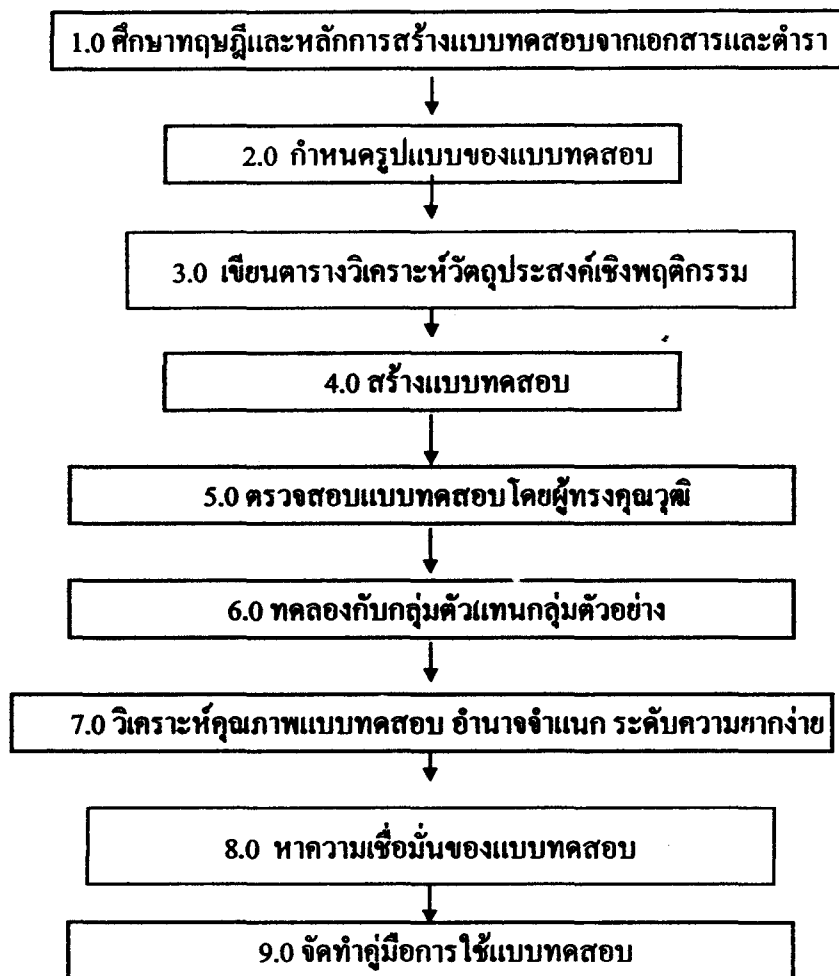 1.0 ศึกษาทฤษฎีและหลักการสร้างแบบทดสอบจากเอกสารและตำรา
2.0 กำหนดรูปแบบของแบบทดสอบ
3.0 เขียนตารางวิเคราะห์วัตถุประสงค์เชิงพฤติกรรม
4.0 สร้างแบบทดสอบ
5.0 ตรวจสอบแบบทดสอบโดยผู้ทรงคุณวุฒิ
6.0 ทดลองกับกลุ่มตัวแทนกลุ่มตัวอย่าง
7.0 วิเคราะห์คุณภาพแบบทดสอบ อำนาจจำแนก ระดับความยากง่าย
8.0 หาความเชื่อมั่นของแบบทดสอบ
9.0 จัดทำคู่มือการใช้แบบทดสอบ